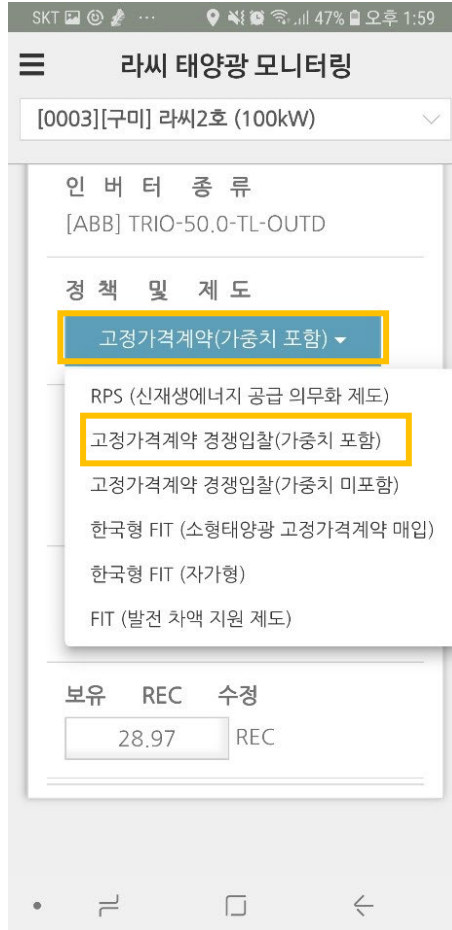 SKT ... 47% 오후 1:59
라씨 태양광 모니터링
[0003][구미] 라씨2호 (100kW)
인 버 터 종 류
[ABB] TRIO-50.0-TL-OUTD
정 책 및 제 도
고정가격계약(가중치 포함)
RPS (신재생에너지 공급 의무화 제도)
고정가격계약 경쟁입찰(가중치 포함)
고정가격계약 경쟁입찰(가중치 미포함)
한국형 FIT (소형태양광 고정가격계약 매입)
한국형 FIT (자가형)
FIT (발전 차액 지원 제도)
보유 REC 수정
28.97 REC